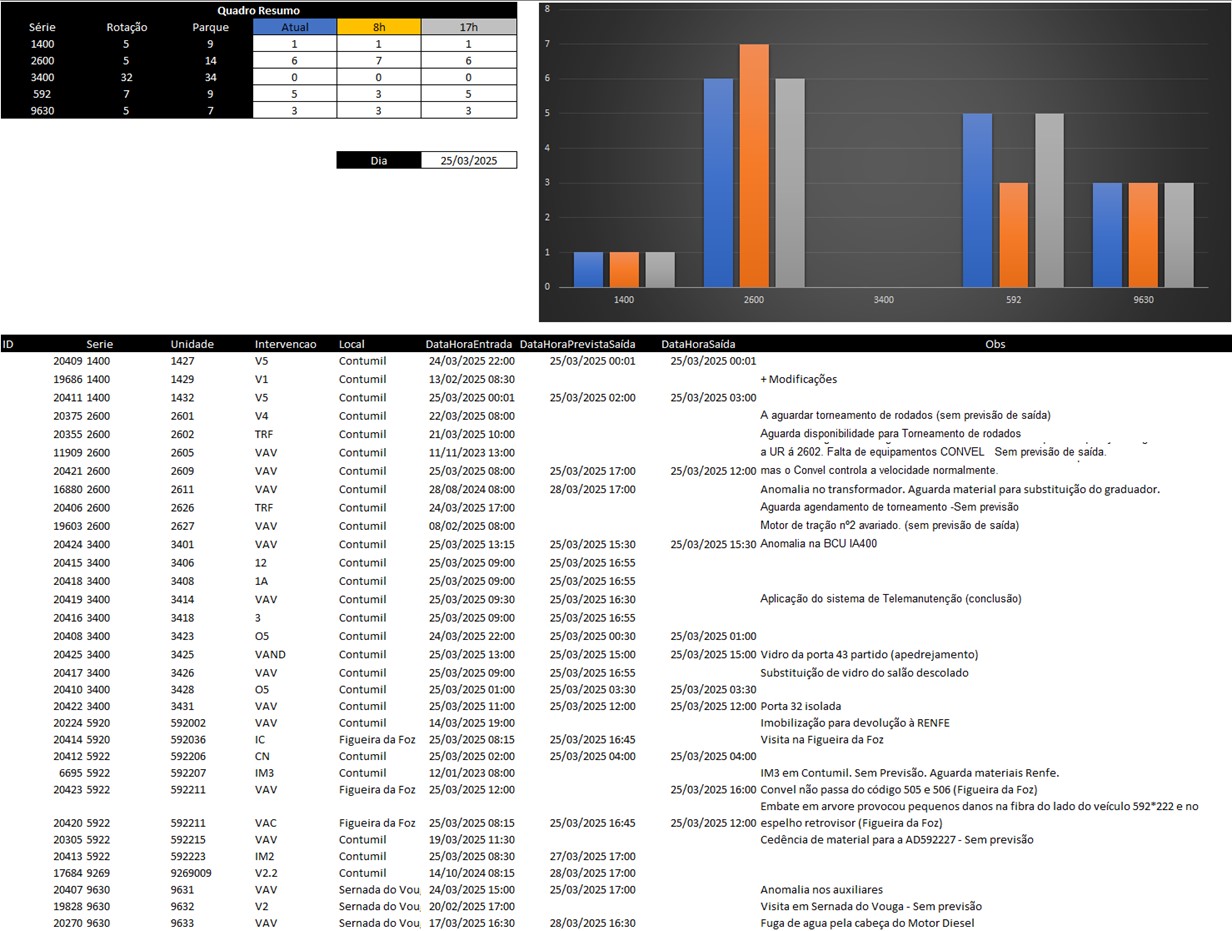 Quadro Resumo
Série Rotação Parque Atual 8h 17h
1400 5 9 1 1 1
2600 5 14 6 7 6
3400 32 34 0 0 0
592 7 9 5 3 5
9630 5 7 3 3 3
Dia 25/03/2025
8
7
6
5
4
3
2
1
0
1400 2600 3400 592 9630
ID Serie Unidade Intervencao Local DataHoraEntrada DataHoraPrevistaSaída DataHoraSaída Obs
20409 1400 1427 V5 Contumil 24/03/2025 22:00 25/03/2025 00:01 25/03/2025 00:01
19686 1400 1429 V1 Contumil 13/02/2025 08:30 + Modificações
20411 1400 1432 V5 Contumil 25/03/2025 00:01 25/03/2025 02:00 25/03/2025 03:00
20375 2600 2601 V4 Contumil 22/03/2025 08:00 A aguardar torneamento de rodados (sem previsão de saída)
20355 2600 2602 TRF Contumil 21/03/2025 10:00 Aguarda disponibilidade para Torneamento de rodados
11909 2600 2605 VAV Contumil 11/11/2023 13:00 a UR á 2602. Falta de equipamentos CONVEL Sem previsão de saída.
20421 2600 2609 VAV Contumil 25/03/2025 08:00 25/03/2025 17:00 25/03/2025 12:00 mas o Convel controla a velocidade normalmente.
16880 2600 2611 VAV Contumil 28/08/2024 08:00 28/03/2025 17:00 Anomalia no transformador. Aguarda material para substituição do graduador.
20406 2600 2626 TRF Contumil 24/03/2025 17:00 Aguarda agendamento de torneamento -Sem previsão
19603 2600 2627 VAV Contumil 08/02/2025 08:00 Motor de tração nº2 avariado. (sem previsão de saída)
20424 3400 3401 VAV Contumil 25/03/2025 13:15 25/03/2025 15:30 25/03/2025 15:30 Anomalia na BCU IA400
20415 3400 3406 12 Contumil 25/03/2025 09:00 25/03/2025 16:55
20418 3400 3408 1A Contumil 25/03/2025 09:00 25/03/2025 16:55
20419 3400 3414 VAV Contumil 25/03/2025 09:30 25/03/2025 16:30 Aplicação do sistema de Telemanutenção (conclusão)
20416 3400 3418 3 Contumil 25/03/2025 09:00 25/03/2025 16:55
20408 3400 3423 O5 Contumil 24/03/2025 22:00 25/03/2025 00:30 25/03/2025 01:00
20425 3400 3425 VAND Contumil 25/03/2025 13:00 25/03/2025 15:00 25/03/2025 15:00 Vidro da porta 43 partido (apedrejamento)
20417 3400 3426 VAV Contumil 25/03/2025 09:00 25/03/2025 16:55 Substituição de vidro do salão descolado
20410 3400 3428 O5 Contumil 25/03/2025 01:00 25/03/2025 03:30 25/03/2025 03:30
20422 3400 3431 VAV Contumil 25/03/2025 11:00 25/03/2025 12:00 25/03/2025 12:00 Porta 32 isolada
20224 5920 592002 VAV Contumil 14/03/2025 19:00 Imobilização para devolução à RENFE
20414 5920 592036 IC Figueira da Foz 25/03/2025 08:15 25/03/2025 16:45 Visita na Figueira da Foz
20412 5922 592206 CN Contumil 25/03/2025 02:00 25/03/2025 04:00 25/03/2025 04:00
6695 5922 592207 IM3 Contumil 12/01/2023 08:00 IM3 em Contumil. Sem Previsão. Aguarda materiais Renfe.
20423 5922 592211 VAV Figueira da Foz 25/03/2025 12:00 25/03/2025 16:00 Convel não passa do código 505 e 506 (Figueira da Foz)
Embate em arvore provocou pequenos danos na fibra do lado do veículo 592*222 e no
20420 5922 592211 VAC Figueira da Foz 25/03/2025 08:15 25/03/2025 16:45 25/03/2025 12:00 espelho retrovisor (Figueira da Foz)
20305 5922 592215 VAV Contumil 19/03/2025 11:30 Cedência de material para a AD592227 - Sem previsão
20413 5922 592223 IM2 Contumil 25/03/2025 08:30 27/03/2025 17:00
17684 9269 9269009 V2.2 Contumil 14/10/2024 08:15 28/03/2025 17:00
20407 9630 9631 VAV Sernada do Vou 24/03/2025 15:00 25/03/2025 17:00 Anomalia nos auxiliares
19828 9630 9632 V2 Sernada do Vou 20/02/2025 17:00 Visita em Sernada do Vouga - Sem previsão
20270 9630 9633 VAV Sernada do Vou 17/03/2025 16:30 28/03/2025 16:30 Fuga de agua pela cabeça do Motor Diesel